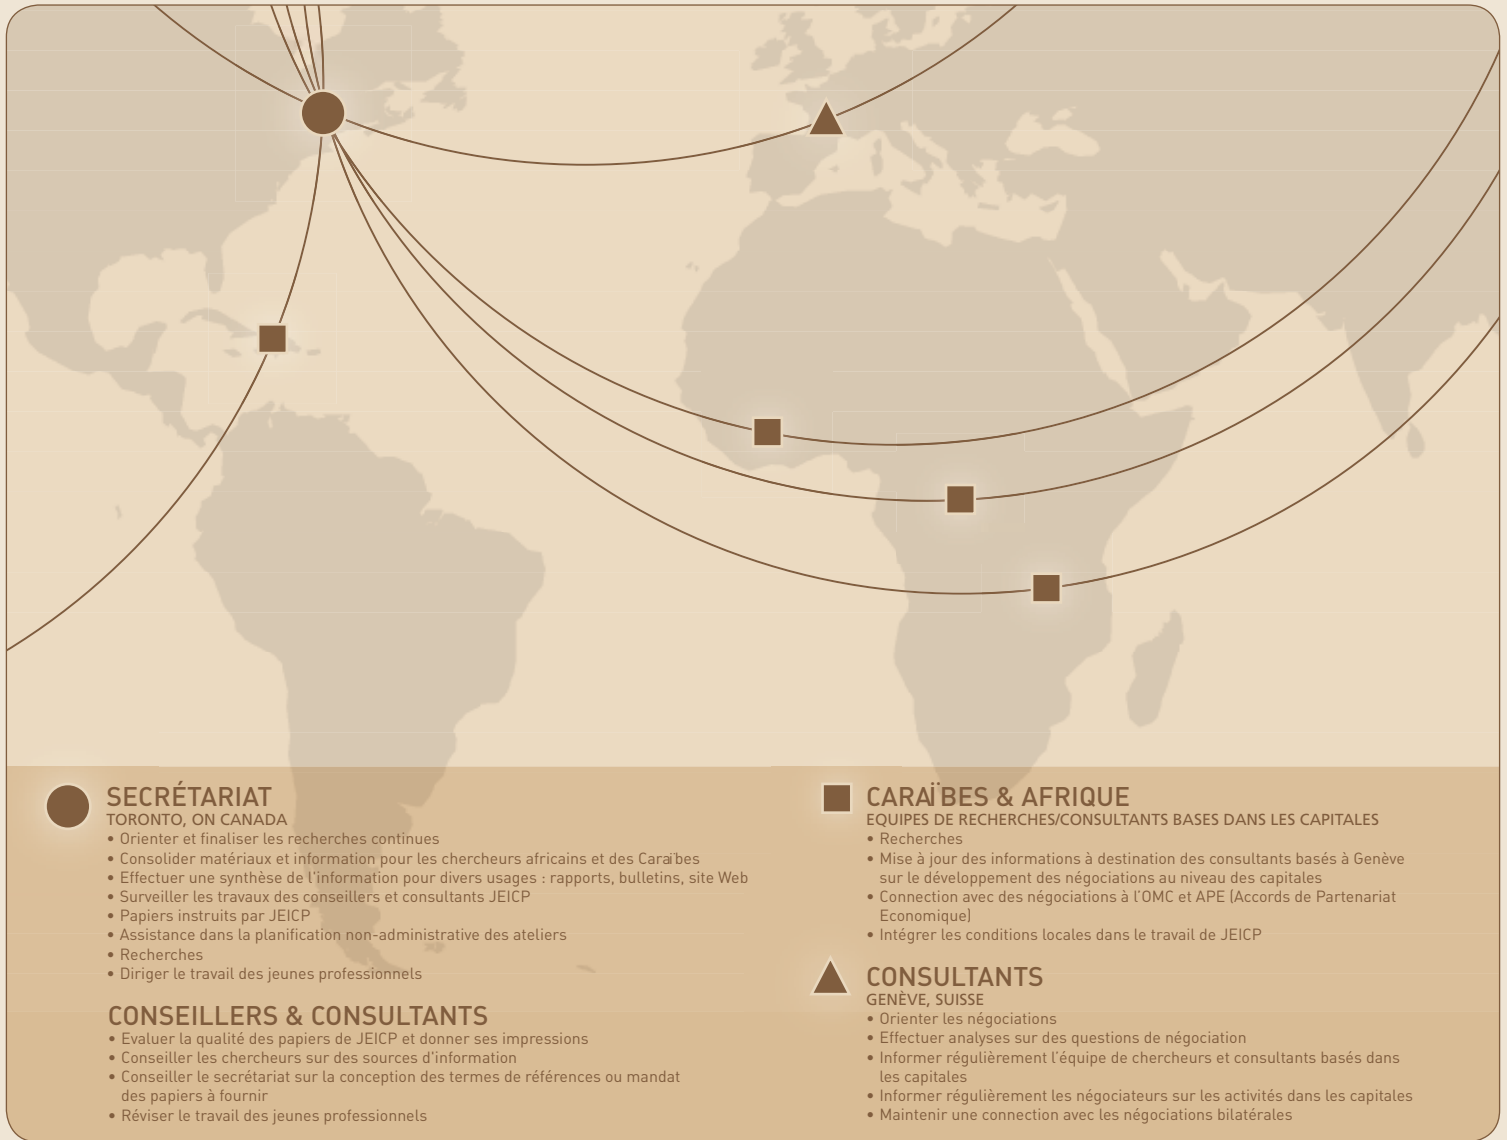 SECRÉTARIAT
TORONTO, ON CANADA
• Orienter et finaliser les recherches continues
• Consolider matériaux et information pour les chercheurs africains et des Caraïbes
• Effectuer une synthèse de l'information pour divers usages : rapports, bulletins, site Web
• Surveiller les travaux des conseillers et consultants JEICP
• Papiers instruits par JEICP
• Assistance dans la planification non-administrative des ateliers
• Recherches
• Diriger le travail des jeunes professionnels
CONSEILLERS & CONSULTANTS
• Evaluer la qualité des papiers de JEICP et donner ses impressions
• Conseiller les chercheurs sur des sources d'information
• Conseiller le secrétariat sur la conception des termes de références ou mandat
des papiers à fournir
• Réviser le travail des jeunes professionnels
CARAÏBES & AFRIQUE
EQUIPES DE RECHERCHES/CONSULTANTS BASES DANS LES CAPITALES
• Recherches
• Mise à jour des informations à destination des consultants basés à Genève
sur le développement des négociations au niveau des capitales
• Connection avec des négociations à l'OMC et APE (Accords de Partenariat
Economique)
• Intégrer les conditions locales dans le travail de JEICP
CONSULTANTS
GENÈVE, SUISSE
• Orienter les négociations
• Effectuer analyses sur des questions de négociation
• Informer régulièrement l'équipe de chercheurs et consultants basés dans
les capitales
• Informer régulièrement les négociateurs sur les activités dans les capitales
• Maintenir une connection avec les négociations bilatérales